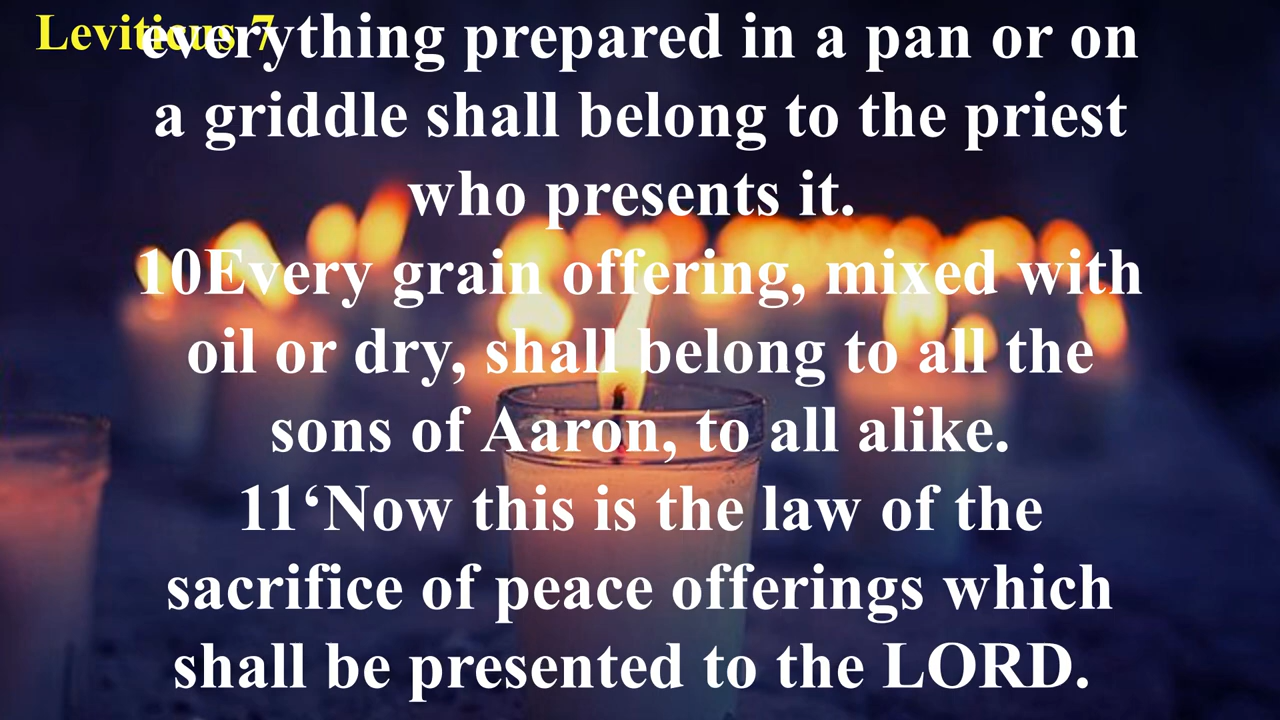 Leviticus 7
everything prepared in a pan or on
a griddle shall belong to the priest
who presents it.
10Every grain offering, mixed with
oil or dry, shall belong to all the
sons of Aaron, to all alike.
11‘Now this is the law of the
sacrifice of peace offerings which
shall be presented to the LORD.